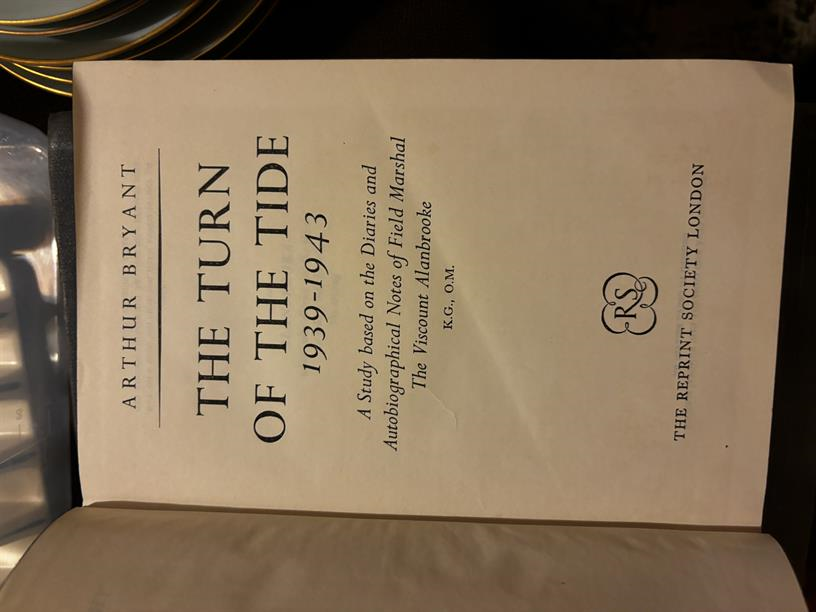 ARTHUR BRYANT
THE TURN
OF THE TIDE
1939-1943
A Study based on the Diaries and
Autobiographical Notes of Field Marshal
The Viscount Alanbrooke
K.G., O.M.
RS
THE REPRINT SOCIETY LONDON